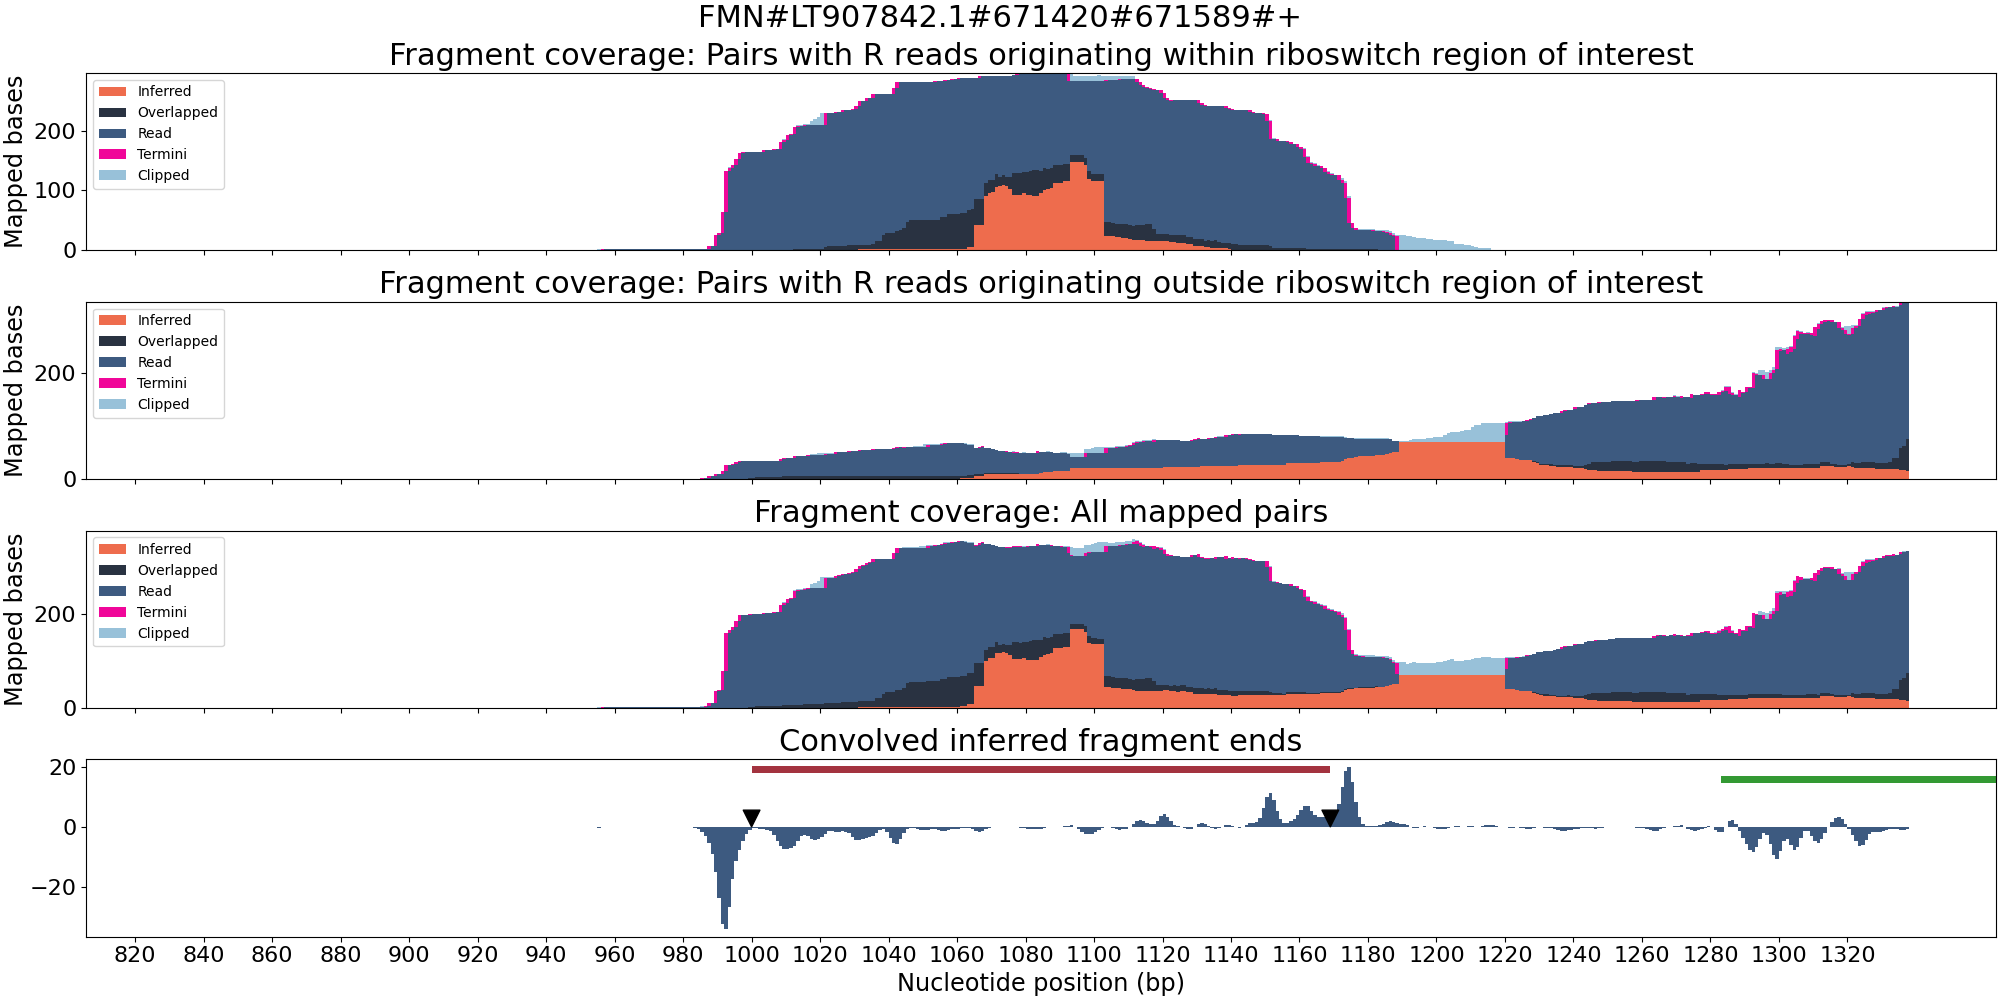 FMN#LT907842.1#671420#671589#+
Fragment coverage: Pairs with R reads originating within riboswitch region of interest
Mapped bases
200
100
0
Inferred
Overlapped
Read
Termini
Clipped
Fragment coverage: Pairs with R reads originating outside riboswitch region of interest
Mapped bases
200
0
Inferred
Overlapped
Read
Termini
Clipped
Fragment coverage: All mapped pairs
Mapped bases
200
0
Inferred
Overlapped
Read
Termini
Clipped
Convolved inferred fragment ends
20
0
−20
820 840 860 880 900 920 940 960 980 1000 1020 1040 1060 1080 1100 1120 1140 1160 1180 1200 1220 1240 1260 1280 1300 1320
Nucleotide position (bp)